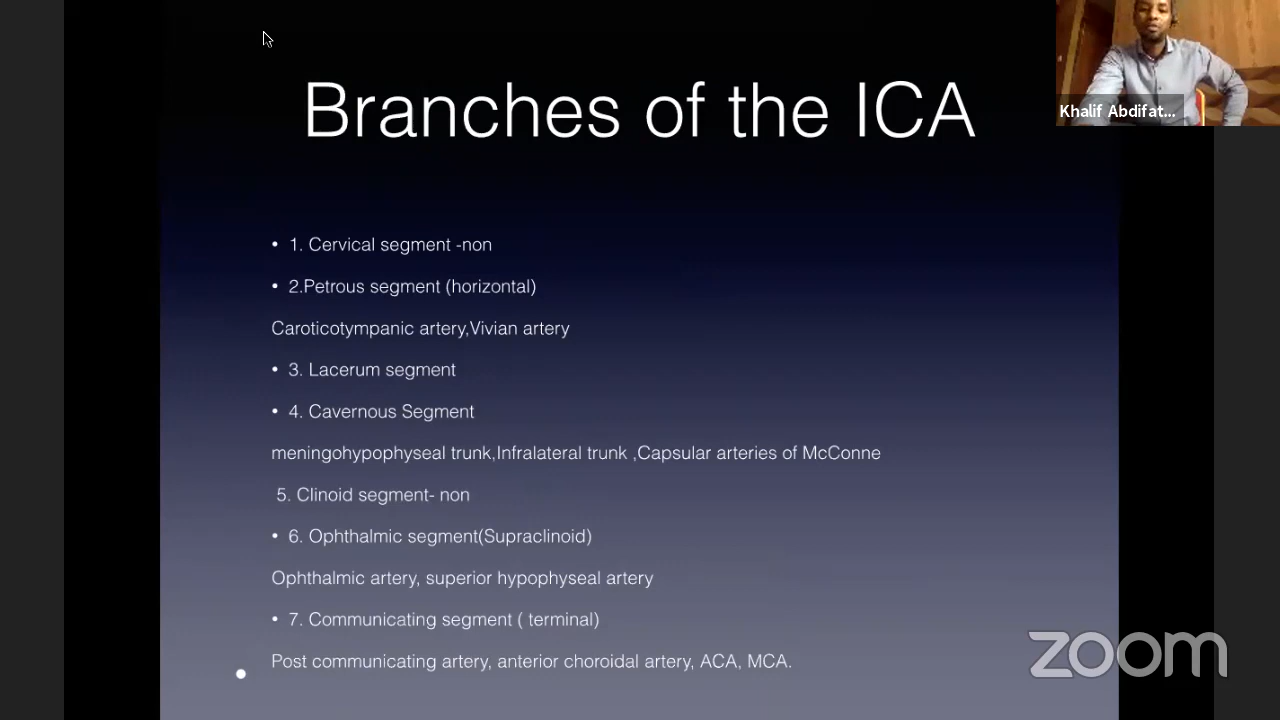 Branches of the ICA
Khalif Abdifat...
• 1. Cervical segment -non
• 2.Petrous segment (horizontal)
Caroticotympanic artery,Vivian artery
• 3. Lacerum segment
• 4. Cavernous Segment
meningohypophyseal trunk,Infralateral trunk ,Capsular arteries of McConne
5. Clinoid segment- non
• 6. Ophthalmic segment(Supraclinoid)
Ophthalmic artery, superior hypophyseal artery
• 7. Communicating segment ( terminal)
Post communicating artery, anterior choroidal artery, ACA, MCA.
zoom